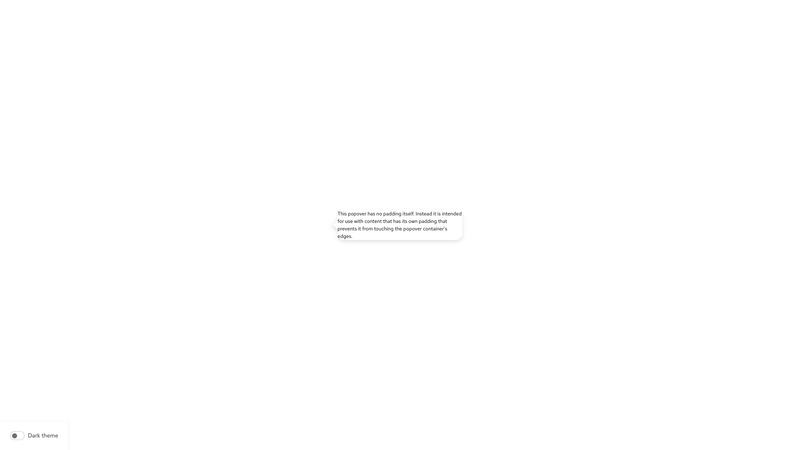 This popover has no padding itself. Instead it is intended
for use with content that has its own padding that
prevents it from touching the popover container's
edges.
Dark theme